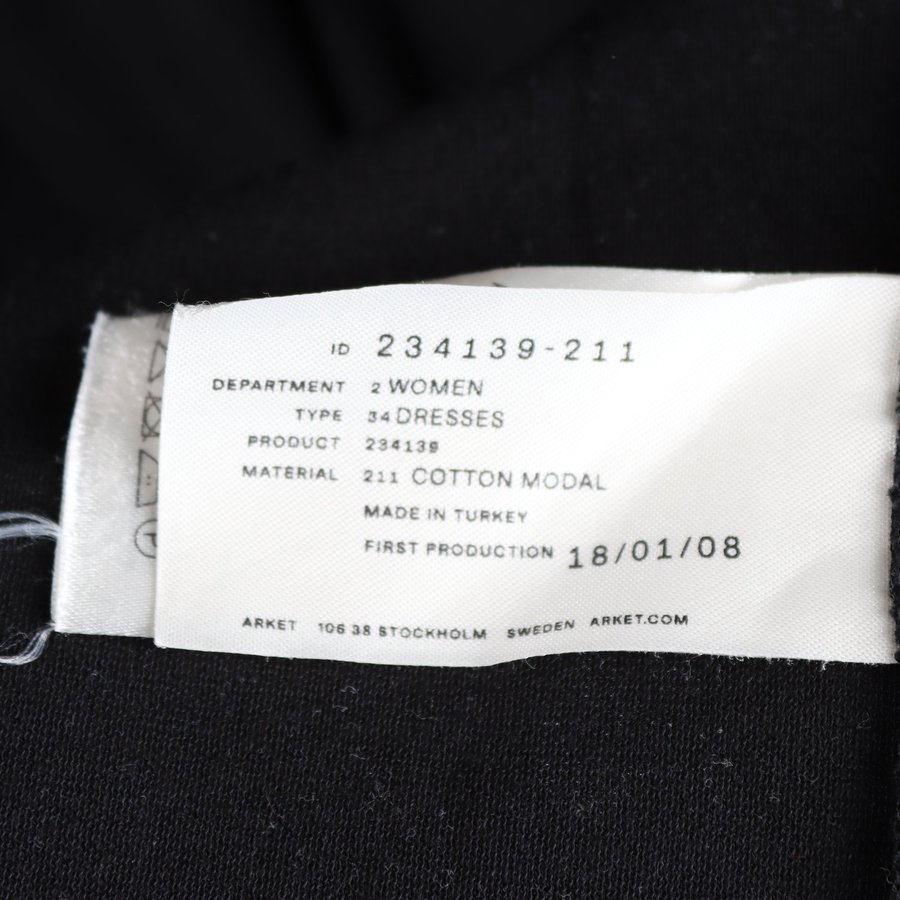 ID 234139-211
DEPARTMENT 2 WOMEN
TYPE 34 DRESSES
PRODUCT 234139
MATERIAL 211 COTTON MODAL
MADE IN TURKEY
FIRST PRODUCTION 18/01/08
ARKET 106 38 STOCKHOLM SWEDEN ARKET.COM